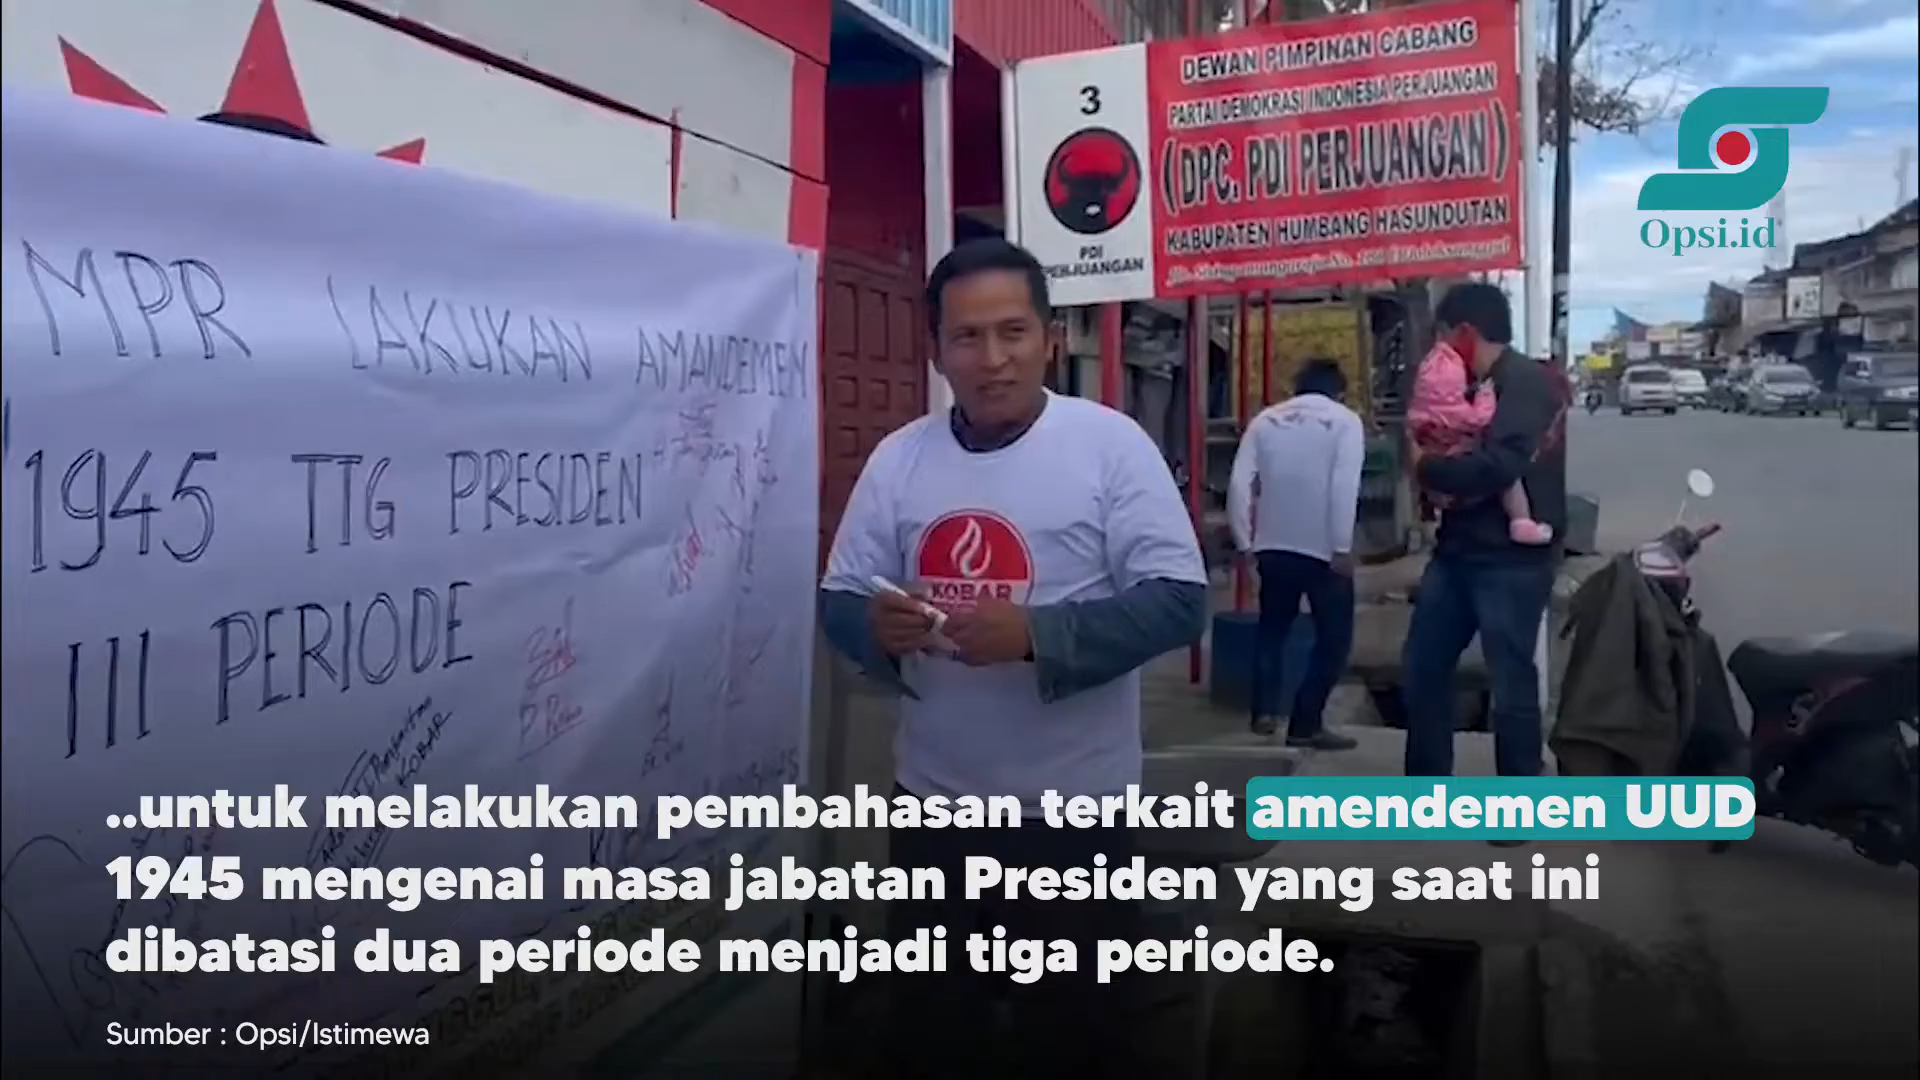 MPR LAKUKAN AMANDEMEN
1945 TTG PRESIDEN
III PERIODE
KOBAR
DEWAN PIMPINAN CABANG
PARTAI DEMOKRASI INDONESIA PERJUANGAN
(DPC. PDI PERJUANGAN)
KABUPATEN HUMBANG HASUNDUTAN
3
PDI
PERJUANGAN
KOBAR
Opsi.id
..untuk melakukan pembahasan terkait amendemen UUD
1945 mengenai masa jabatan Presiden yang saat ini
dibatasi dua periode menjadi tiga periode.
Sumber : Opsi/Istimewa